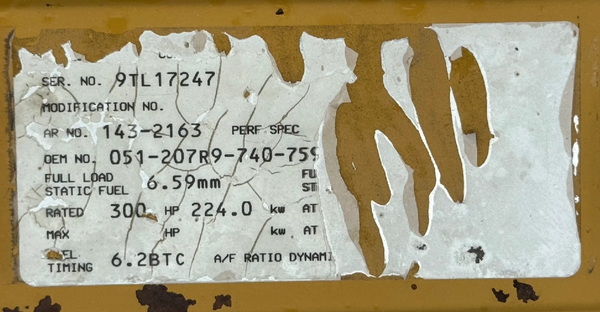 SER. NO. 9TL17247
MODIFICATION NO.
AR NO. 143-2163 PERF SPEC
OEM NO. 051-207R9-740-759
FULL LOAD FU
STATIC FUEL 6.59mm ST
RATED 300 HP 224.0 kw AT
MAX HP kw AT
TIMING 6.2BTC A/F RATIO DYNAM